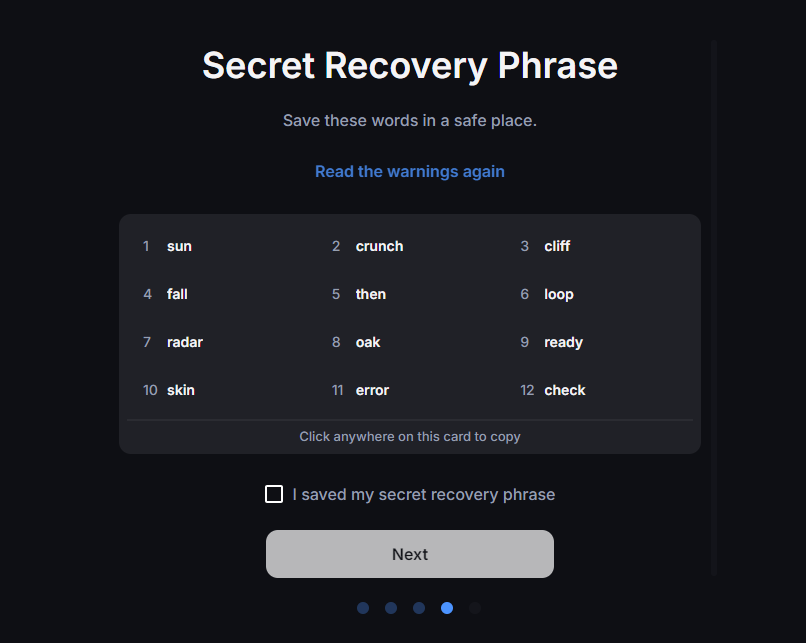 Secret Recovery Phrase
Save these words in a safe place.
Read the warnings again
1 sun 2 crunch 3 cliff
4 fall 5 then 6 loop
7 radar 8 oak 9 ready
10 skin 11 error 12 check
Click anywhere on this card to copy
I saved my secret recovery phrase
Next